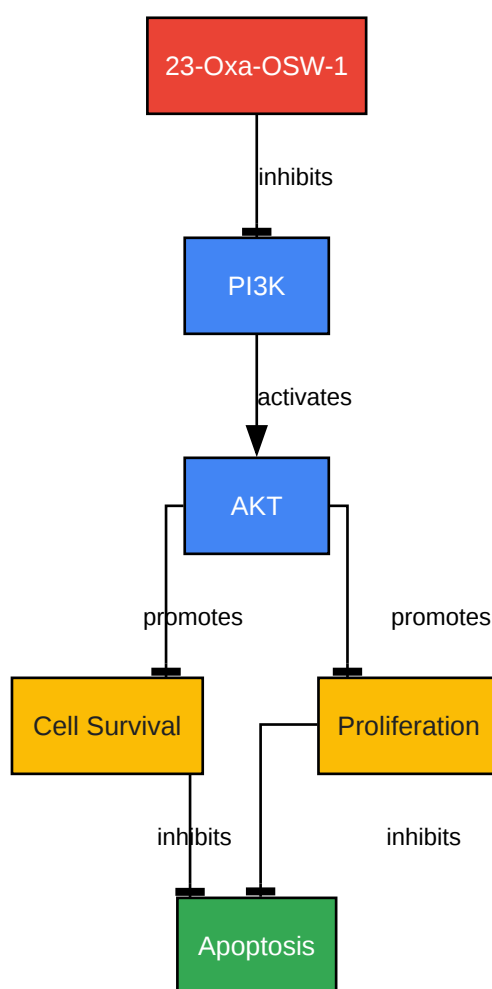 23-Oxa-OSW-1
inhibits
PI3K
activates
AKT
promotes
promotes
Cell Survival
Proliferation
inhibits
inhibits
Apoptosis